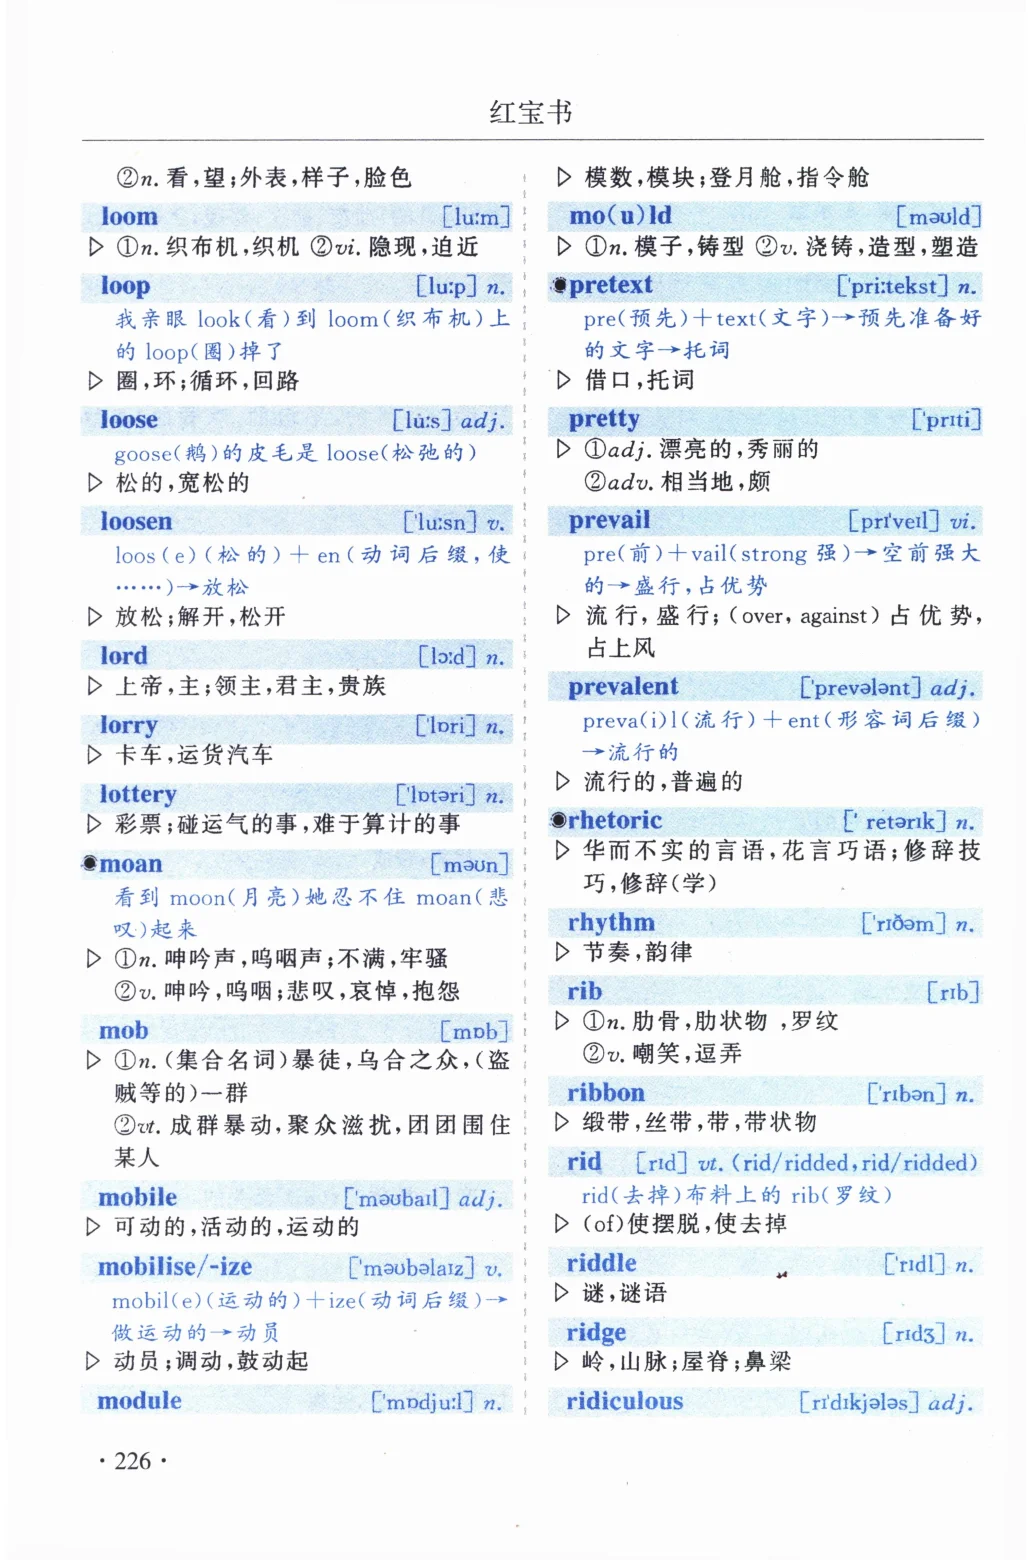 红宝书
②n. 看,望;外表,样子,脸色
loom [luːm]
▷ ①n. 织布机,织机 ②vi. 隐现,迫近
loop [luːp] n.
我亲眼 look(看)到 loom(织布机)上
的 loop(圈)掉了
▷ 圈,环;循环,回路
loose [luːs] adj.
goose(鹅)的皮毛是 loose(松弛的)
▷ 松的,宽松的
loosen ['luːsn] v.
loos(e)(松的)+en(动词后缀,使
……)→放松
▷ 放松;解开,松开
lord [lɔːd] n.
▷ 上帝,主;领主,君主,贵族
lorry ['lɒri] n.
▷ 卡车,运货汽车
lottery ['lɒtəri] n.
▷ 彩票;碰运气的事,难于算计的事
moan [məʊn]
看到 moon(月亮)她忍不住 moan(悲
叹)起来
▷ ①n. 呻吟声,呜咽声;不满,牢骚
②v. 呻吟,呜咽;悲叹,哀悼,抱怨
mob [mɒb]
▷ ①n. (集合名词)暴徒,乌合之众,(盗
贼等的)一群
②vt. 成群暴动,聚众滋扰,团团围住
某人
mobile ['məʊbaɪl] adj.
▷ 可动的,活动的,运动的
mobilise/-ize ['məʊbəlaɪz] v.
mobil(e)(运动的)+ize(动词后缀)→
做运动的→动员
▷ 动员;调动,鼓动起
module ['mɒdjuːl] n.
▷ 模数,模块;登月舱,指令舱
mo(u)ld [məʊld]
▷ ①n. 模子,铸型 ②v. 浇铸,造型,塑造
pretext ['priːtekst] n.
pre(预先)+text(文字)→预先准备好
的文字→托词
▷ 借口,托词
pretty ['prɪti]
▷ ①adj. 漂亮的,秀丽的
②adv. 相当地,颇
prevail [prɪ'veɪl] vi.
pre(前)+vail(strong 强)→空前强大
的→盛行,占优势
▷ 流行,盛行;(over, against)占优势,
占上风
prevalent ['prevələnt] adj.
preva(i)l(流行)+ent(形容词后缀)
→流行的
▷ 流行的,普遍的
rhetoric [' retərɪk] n.
▷ 华而不实的言语,花言巧语;修辞技
巧,修辞(学)
rhythm ['rɪðəm] n.
▷ 节奏,韵律
rib [rɪb]
▷ ①n. 肋骨,肋状物 ,罗纹
②v. 嘲笑,逗弄
ribbon ['rɪbən] n.
▷ 缎带,丝带,带,带状物
rid [rɪd] vt. (rid/ridded,rid/ridded)
rid(去掉)布料上的 rib(罗纹)
▷ (of)使摆脱,使去掉
riddle ['rɪdl] n.
▷ 谜,谜语
ridge [rɪdʒ] n.
▷ 岭,山脉;屋脊;鼻梁
ridiculous [rɪ'dɪkjələs] adj.
· 226 ·